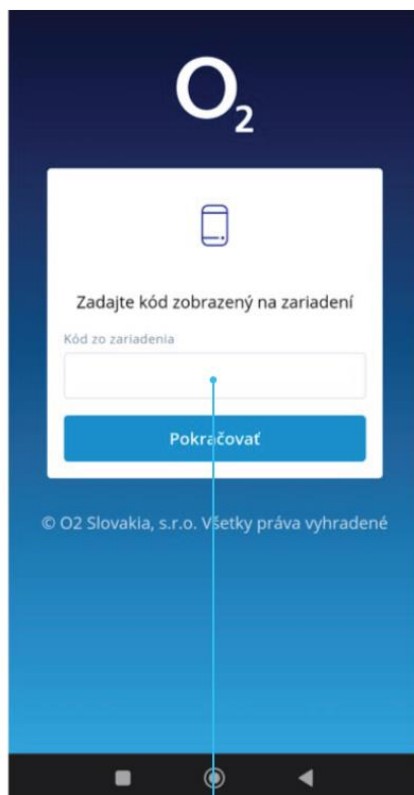 O2
Zadajte kód zobrazený na zariadení
Kód zo zariadenia
Pokračovať
© O2 Slovakia, s.r.o. Všetky práva vyhradené